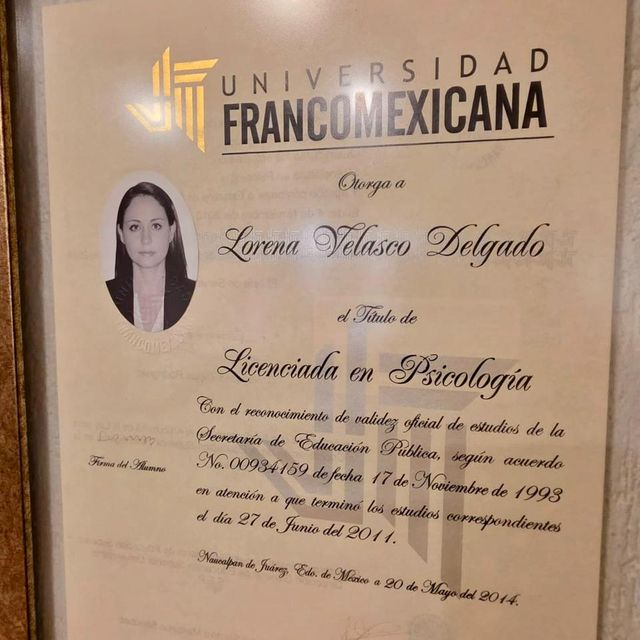 UNIVERSIDAD
FRANCOMEXICANA
Otorga a
Lorena Velasco Delgado
el Título de
Licenciada en Psicología
Con el reconocimiento de validez oficial de estudios de la
Secretaría de Educación Pública, según acuerdo
No. 00934159 de fecha 17 de Noviembre de 1993
en atención a que terminó los estudios correspondientes
el día 27 de Junio del 2011.
Firma del Alumno
Naucalpan de Juárez, Edo. de México a 20 de Mayo del 2014.